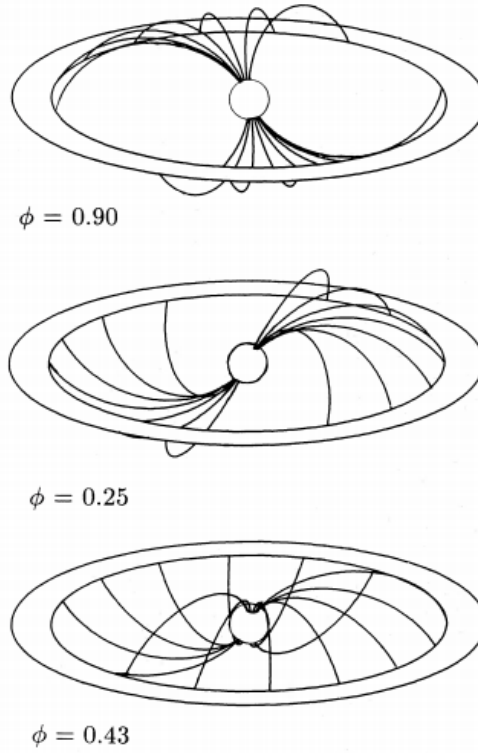 ϕ = 0.90
ϕ = 0.25
ϕ = 0.43